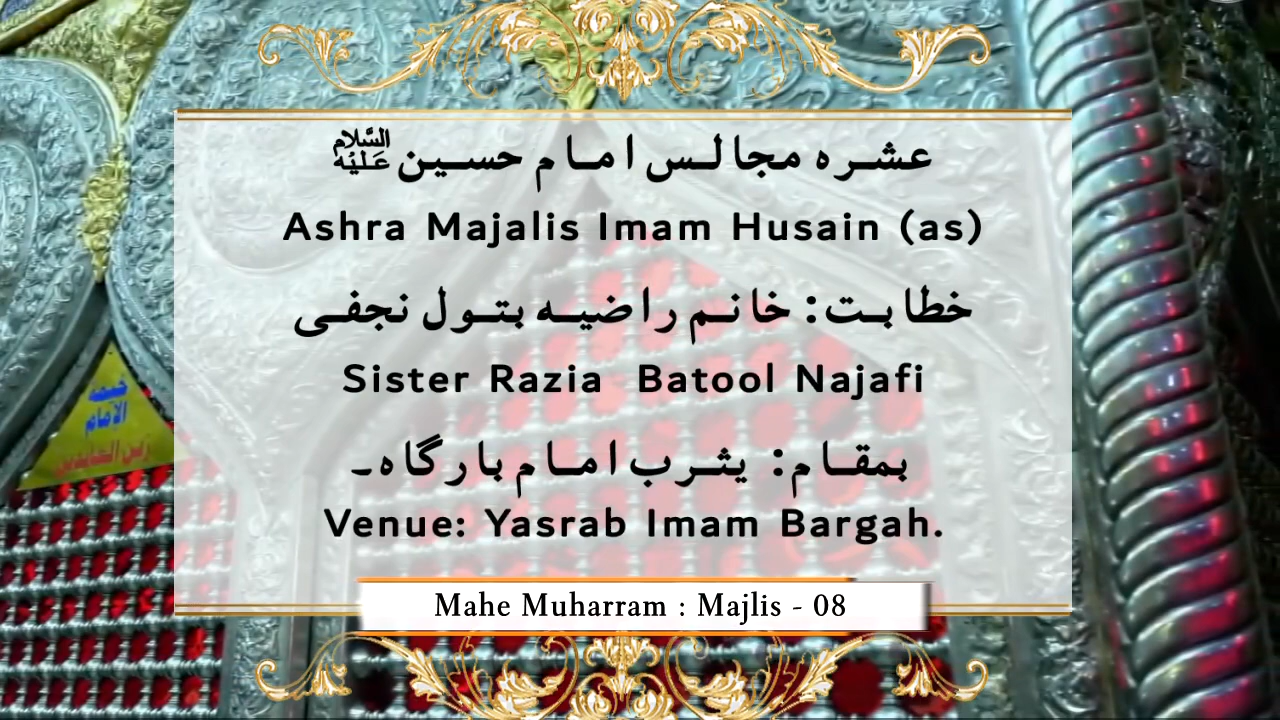 عشرہ مجالس امام حسین علیہ السلام
Ashra Majalis Imam Husain (as)
خطابت: خانم راضیہ بتول نجفی
Sister Razia Batool Najafi
بمقام: یثرب امام بارگاہ۔
Venue: Yasrab Imam Bargah.
Mahe Muharram : Majlis - 08
الامام